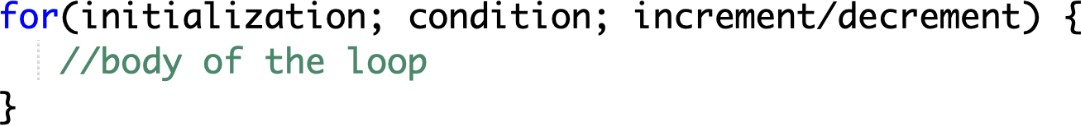 for(initialization; condition; increment/decrement) {
//body of the loop
}